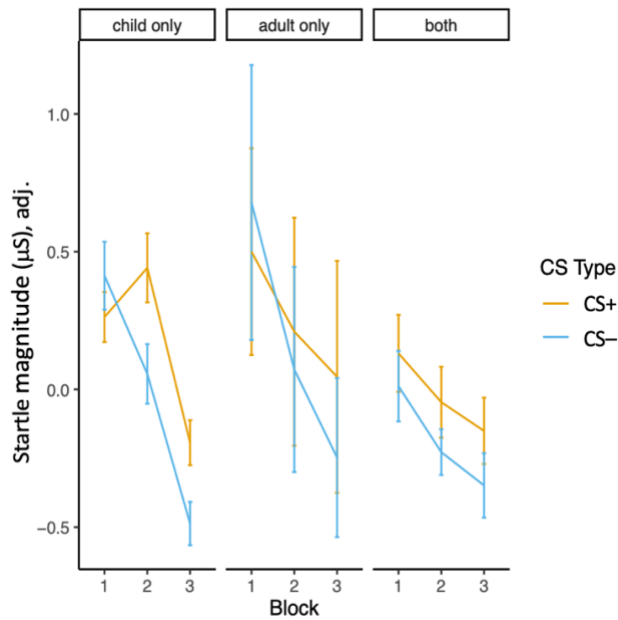 child only
adult only
both
1.0
0.5
0.0
−0.5
Startle magnitude (µS), adj.
1 2 3
1 2 3
1 2 3
Block
CS Type
CS+
CS−